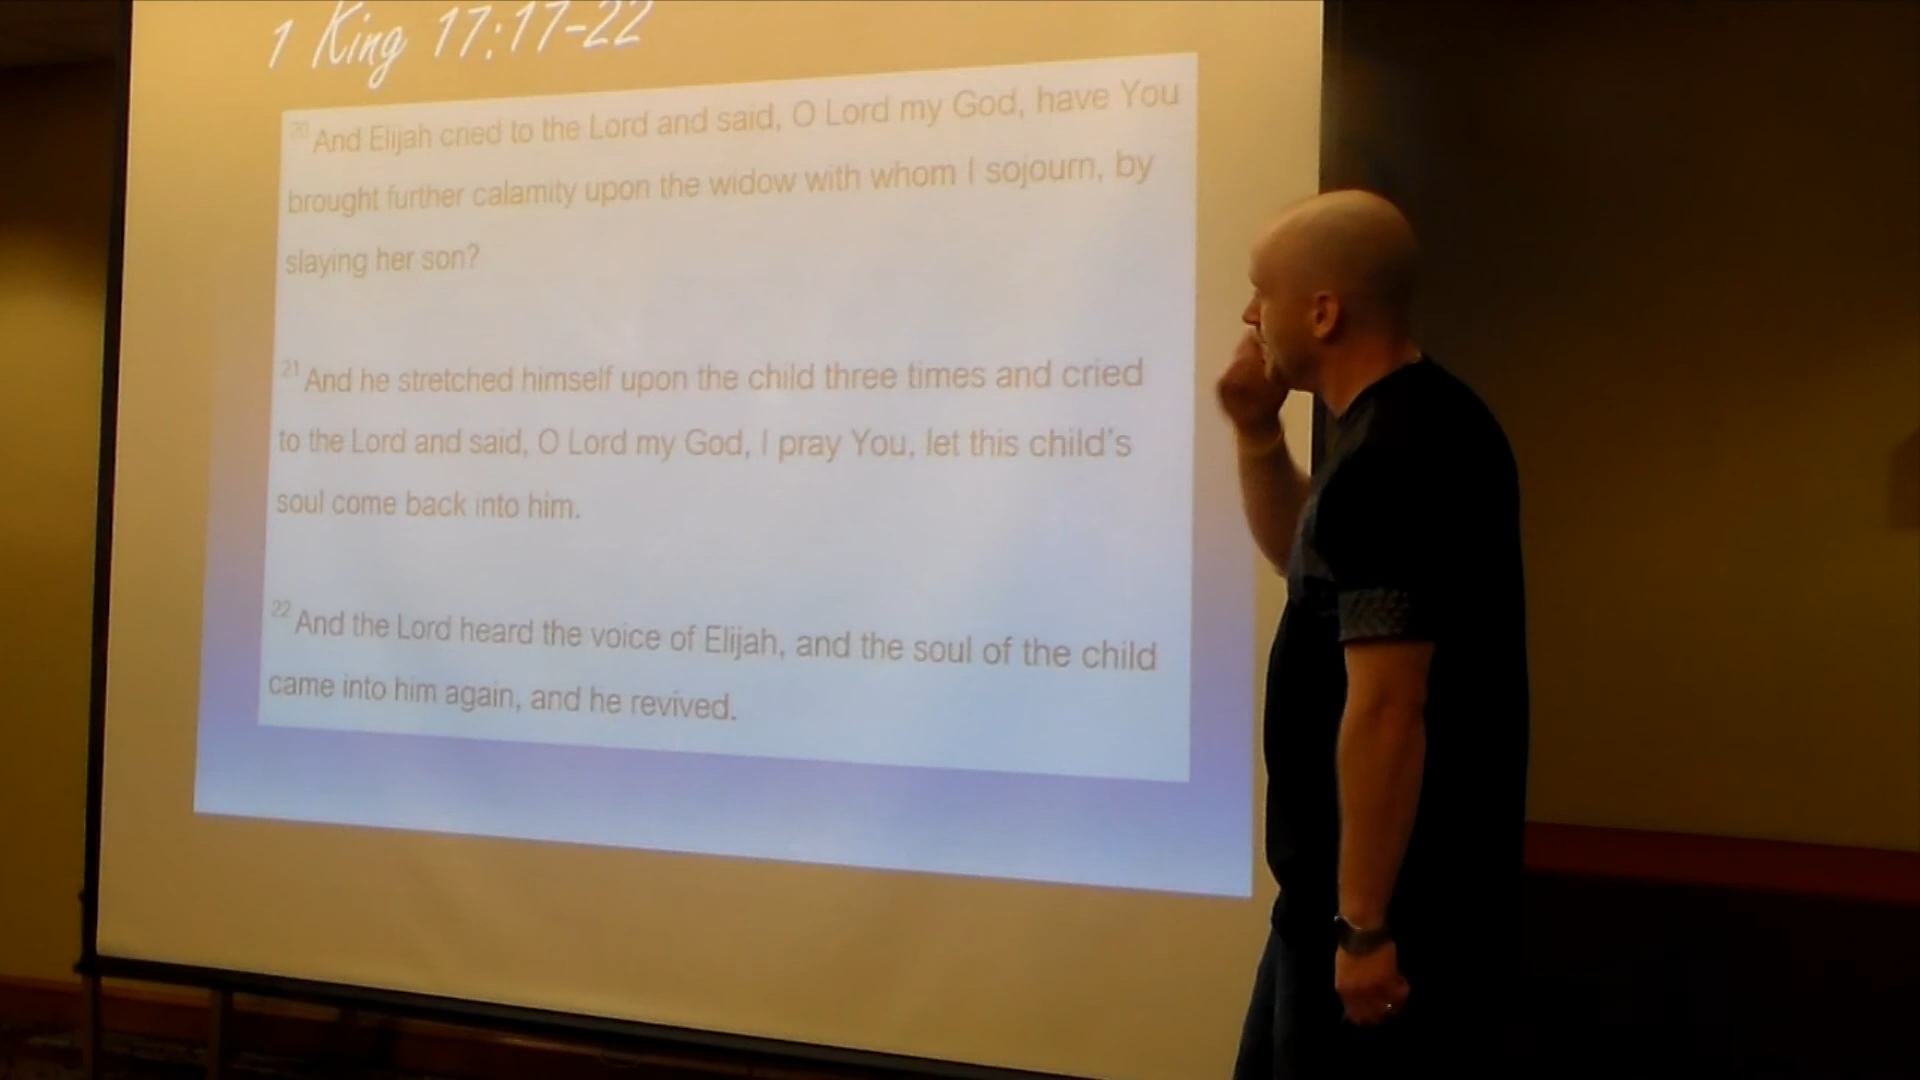 1 King 17:17-22
20 And Elijah cried to the Lord and said, O Lord my God, have You
brought further calamity upon the widow with whom I sojourn, by
slaying her son?
21 And he stretched himself upon the child three times and cried
to the Lord and said, O Lord my God, I pray You, let this child's
soul come back into him.
22 And the Lord heard the voice of Elijah, and the soul of the child
came into him again, and he revived.